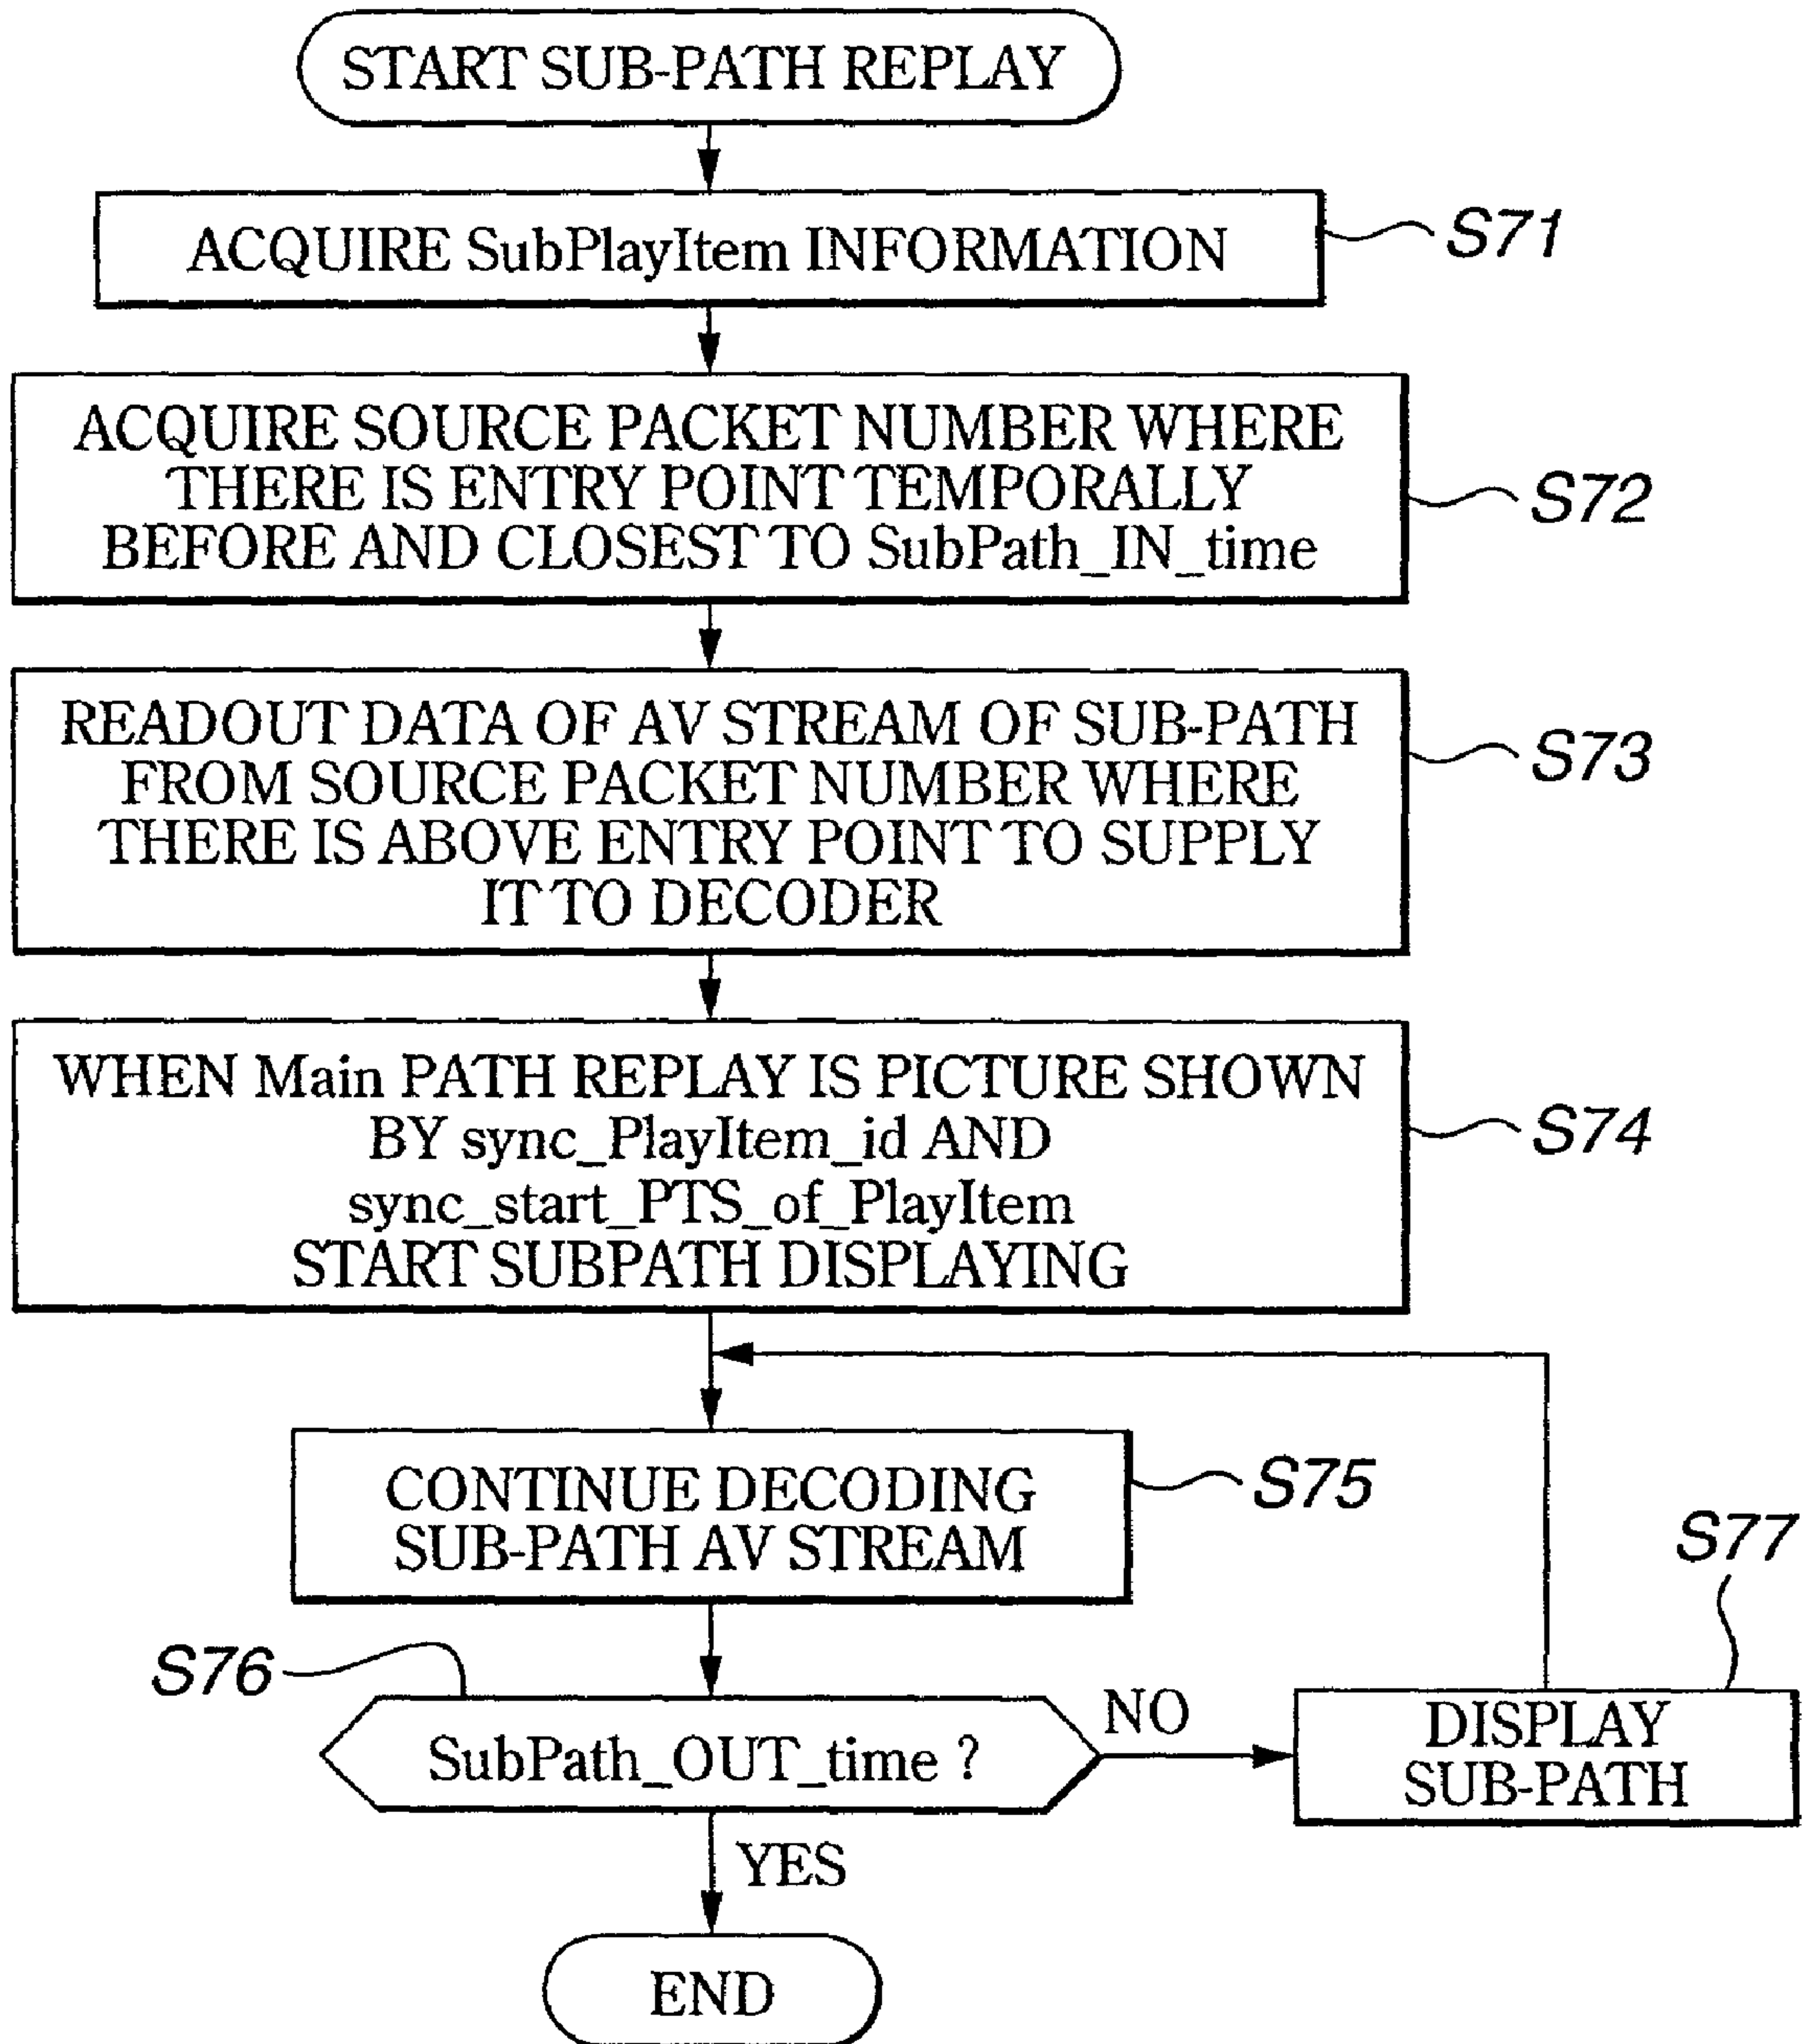 START SUB-PATH REPLAY
ACQUIRE SubPlayItem INFORMATION
S71
ACQUIRE SOURCE PACKET NUMBER WHERE
THERE IS ENTRY POINT TEMPORALLY
BEFORE AND CLOSEST TO SubPath_IN_time
S72
READOUT DATA OF AV STREAM OF SUB-PATH
FROM SOURCE PACKET NUMBER WHERE
THERE IS ABOVE ENTRY POINT TO SUPPLY
IT TO DECODER
S73
WHEN Main PATH REPLAY IS PICTURE SHOWN
BY sync_PlayItem_id AND
sync_start_PTS_of_PlayItem
START SUBPATH DISPLAYING
S74
CONTINUE DECODING
SUB-PATH AV STREAM
S75
S76
SubPath_OUT_time ?
NO
S77
DISPLAY
SUB-PATH
YES
END